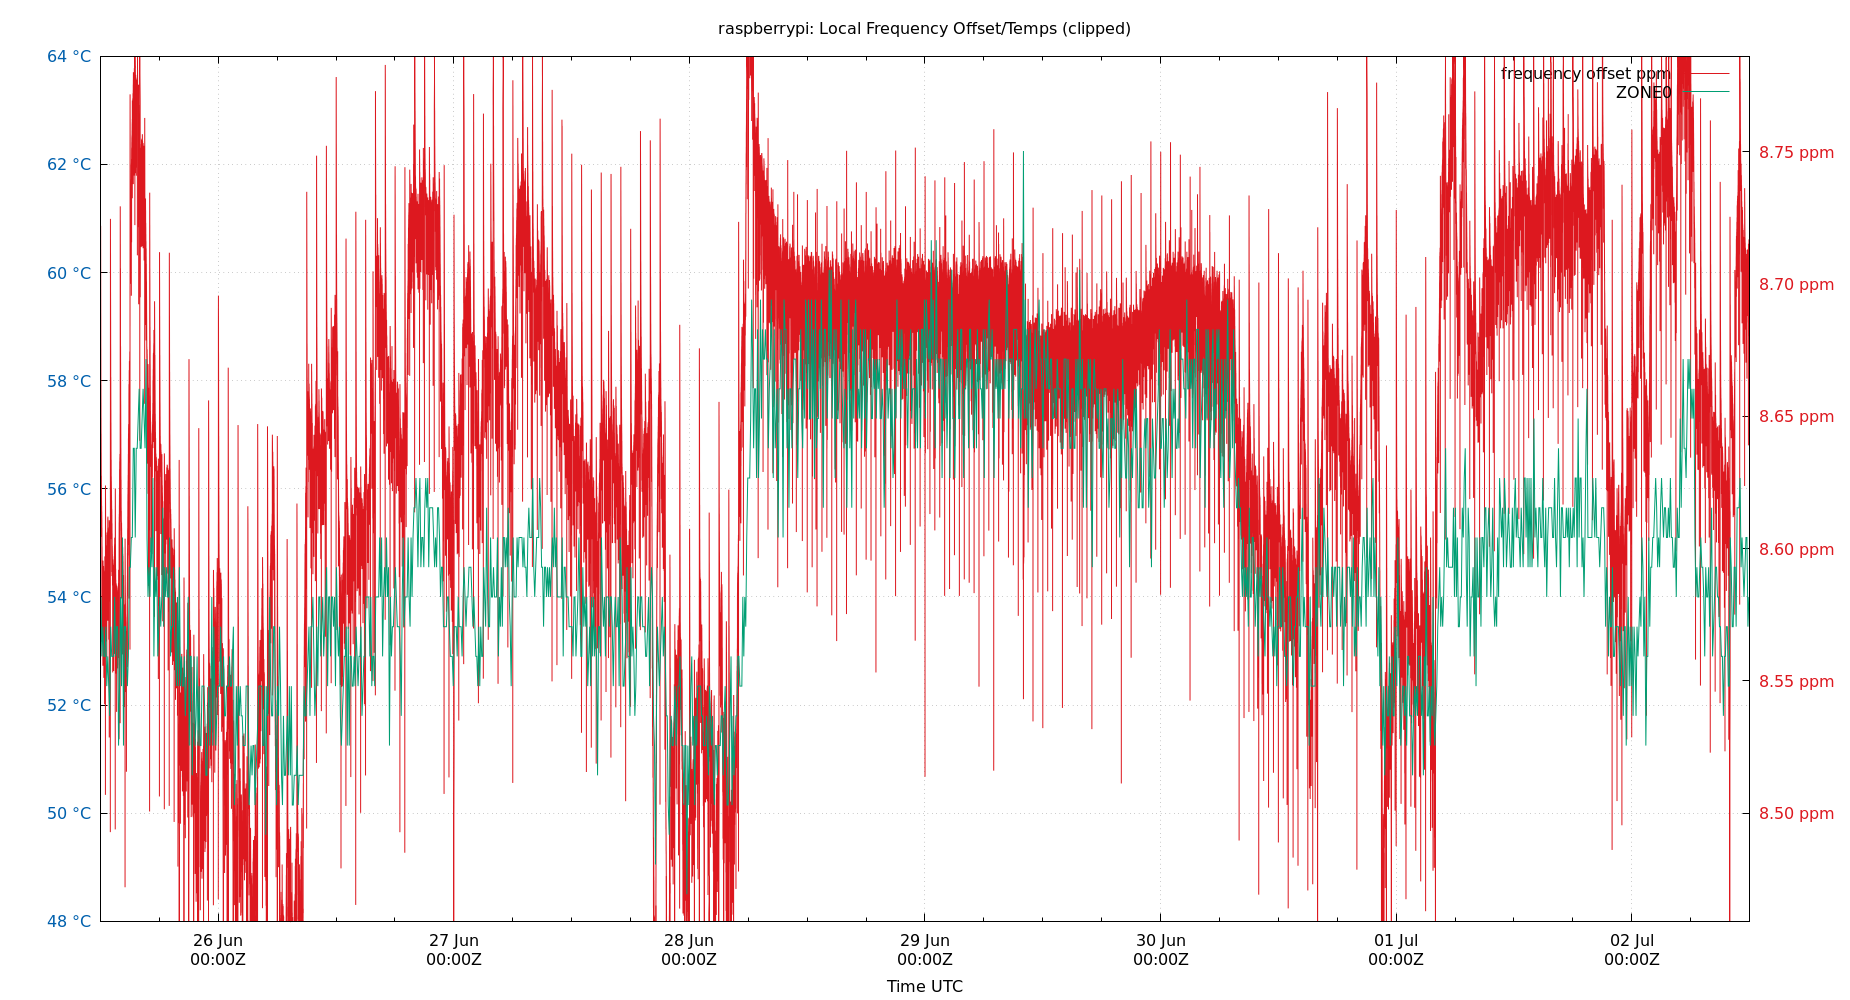 raspberrypi: Local Frequency Offset/Temps (clipped)
64 °C
62 °C
60 °C
58 °C
56 °C
54 °C
52 °C
50 °C
48 °C
frequency offset ppm
ZONE0
8.75 ppm
8.70 ppm
8.65 ppm
8.60 ppm
8.55 ppm
8.50 ppm
26 Jun 27 Jun 28 Jun 29 Jun 30 Jun 01 Jul 02 Jul
00:00Z 00:00Z 00:00Z 00:00Z 00:00Z 00:00Z 00:00Z
Time UTC